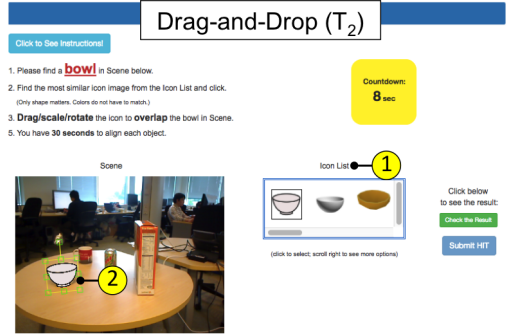 Drag-and-Drop (T2)
Click to See Instructions!
1. Please find a bowl in Scene below.
2. Find the most similar icon image from the Icon List and click.
(Only shape matters. Colors do not have to match.)
3. Drag/scale/rotate the icon to overlap the bowl in Scene.
5. You have 30 seconds to align each object.
Countdown:
8 sec
Scene
Icon List
1
2
(click to select; scroll right to see more options)
Click below
to see the result:
Check the Result
Submit HIT